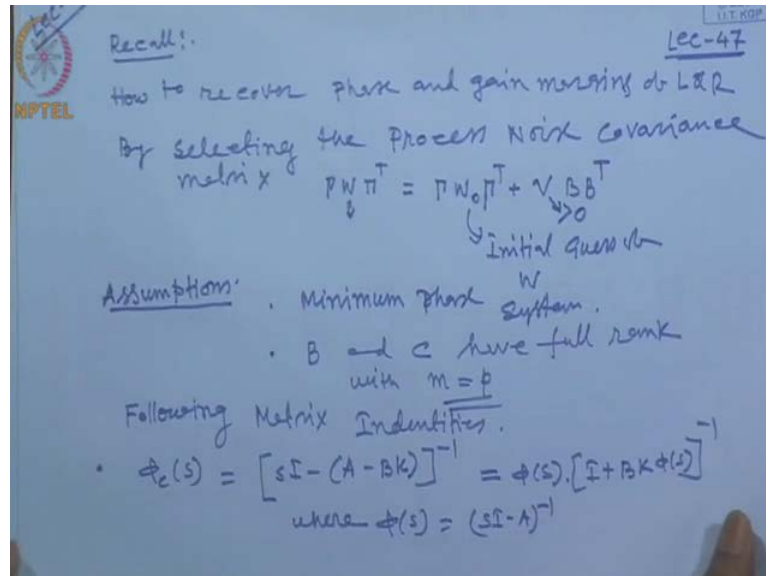 I.I.T. KGP
NPTEL
Recall:.
Lec-47
How to recover phase and gain margins of LQR
By selecting the Process Noise Covariance
matrix ΓWΓᵀ = ΓW₀Γᵀ + V BBᵀ
>0
Initial Guess
W
Assumptions: . Minimum phase system.
. B and C have full rank
with m = p
Following Matrix Indentities.
. Φc(s) = [sI-(A-BK)]⁻¹ = Φ(s).[I+BKΦ(s)]⁻¹
where Φ(s) = (sI-A)⁻¹